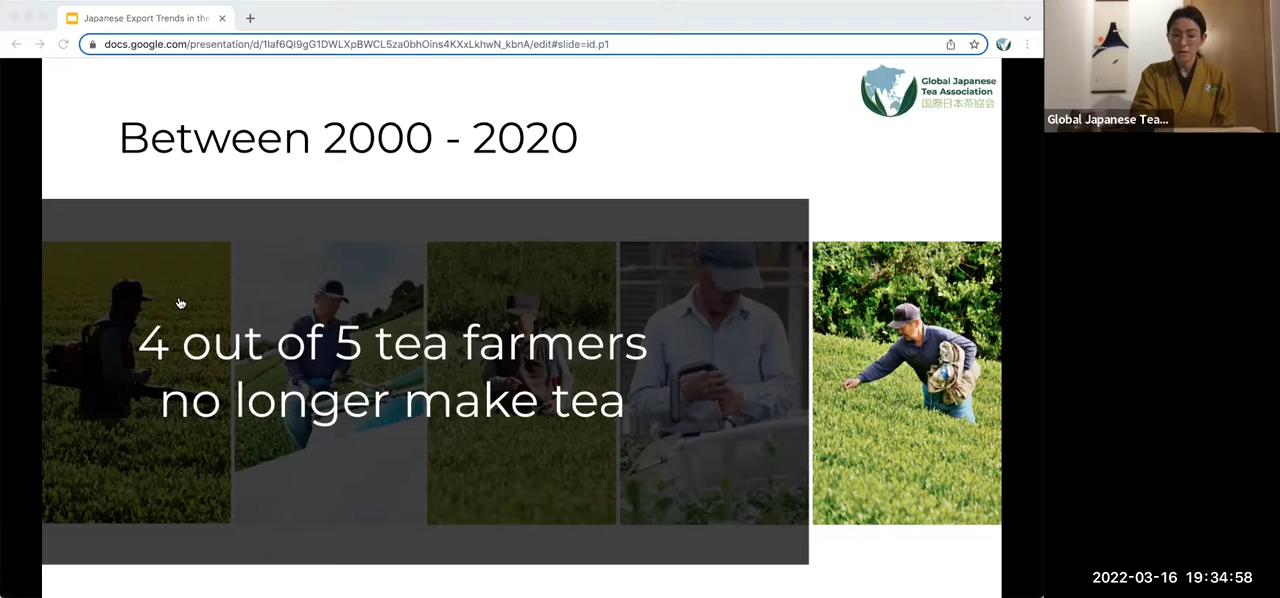 Japanese Export Trends in the
docs.google.com/presentation/d/1Iaf6QI9gG1DWLXpBWCL5za0bhOins4KXxLkhwN_kbnA/edit#slide=id.p1
Global Japanese
Tea Association
国際日本茶協会
Between 2000 - 2020
4 out of 5 tea farmers
no longer make tea
Global Japanese Tea...
2022-03-16 19:34:58